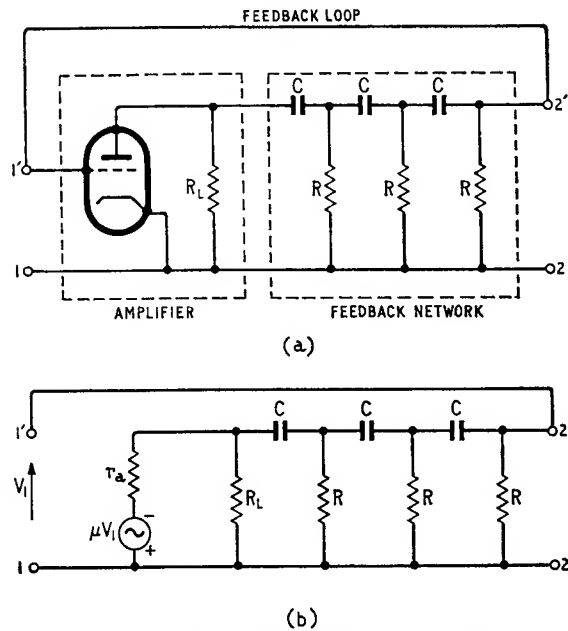 FEEDBACK LOOP
C C C
2'
1'
R_L R R R
1 2
AMPLIFIER FEEDBACK NETWORK
(a)
C C C
1' 2
r_a
V_1 R_L R R R
μV_1 − +
1 2
(b)